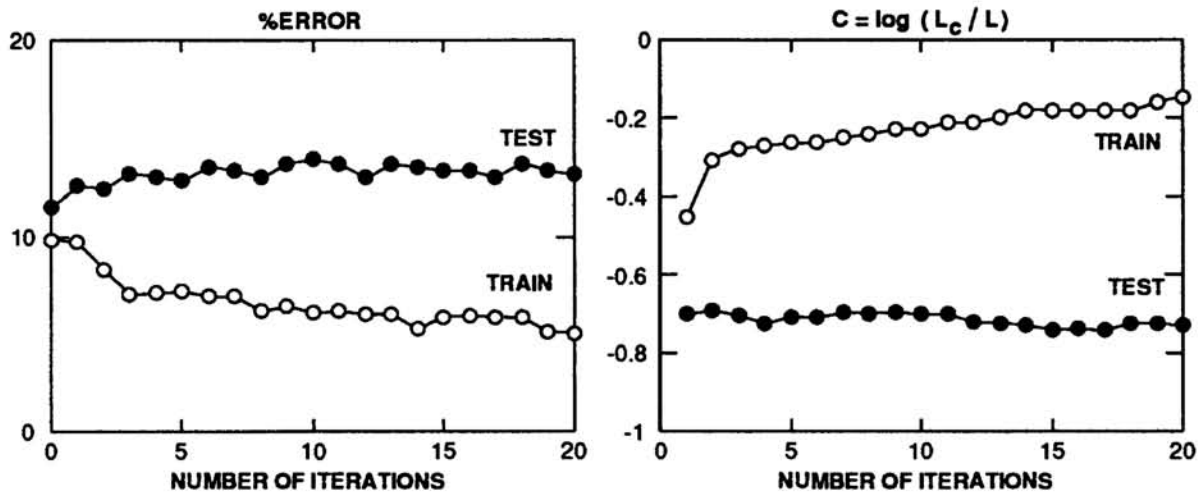 %ERROR
20
10
0
TEST
TRAIN
0 5 10 15 20
NUMBER OF ITERATIONS
C = log (Lc / L)
0
-0.2
-0.4
-0.6
-0.8
-1
TRAIN
TEST
0 5 10 15 20
NUMBER OF ITERATIONS